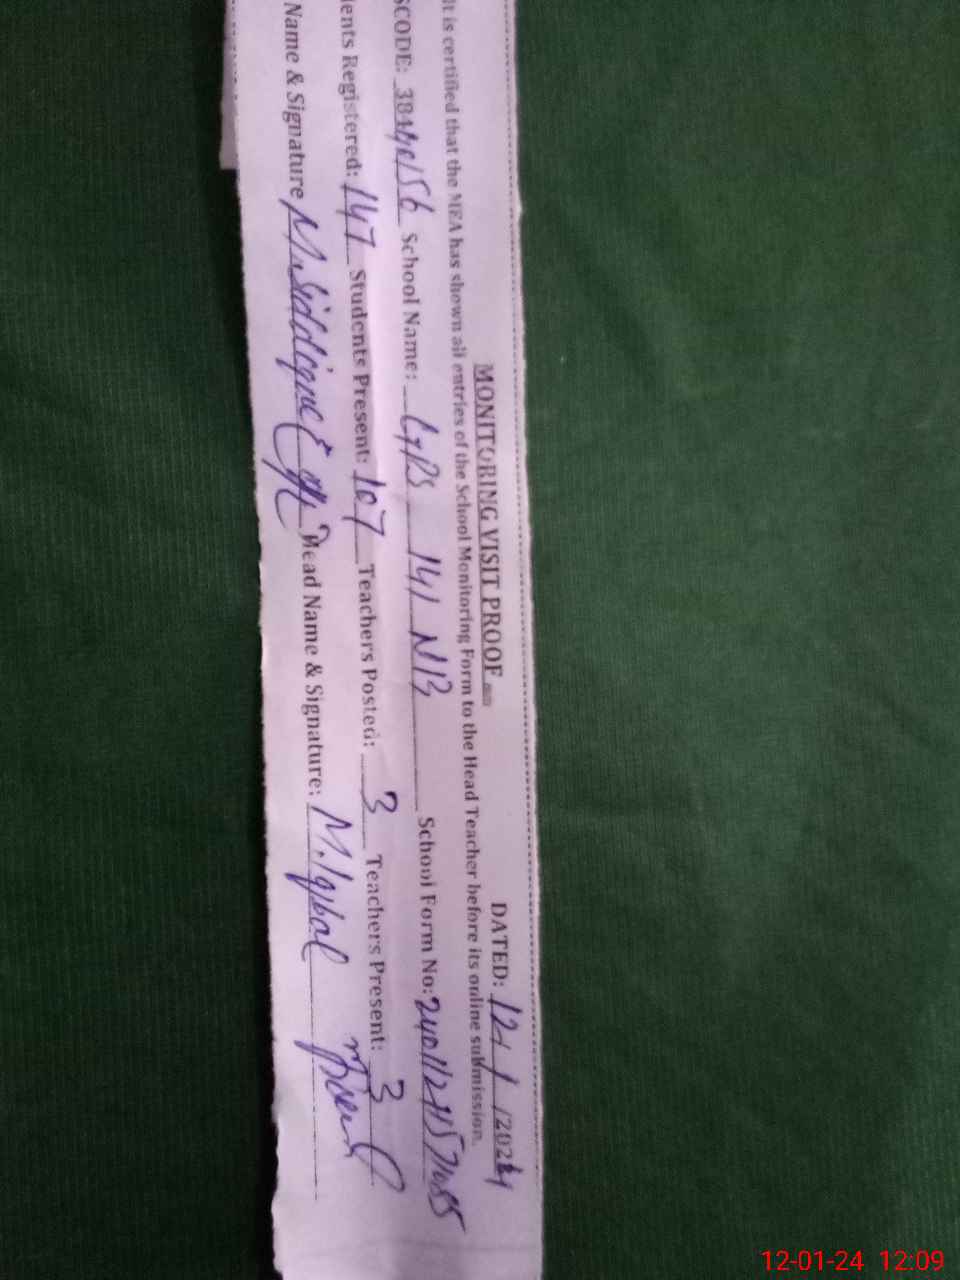 MONITORING VISIT PROOF DATED: 12/1/2024
It is certified that the MEA has shown all entries of the School Monitoring Form to the Head Teacher before its online submission.
SCODE: School Name: GPS 141 NB School Form No:
dents Registered: 147 Students Present: 107 Teachers Posted: 3 Teachers Present: 3
Name & Signature M. Siddique Head Name & Signature: M. Iqbal
12-01-24 12:09